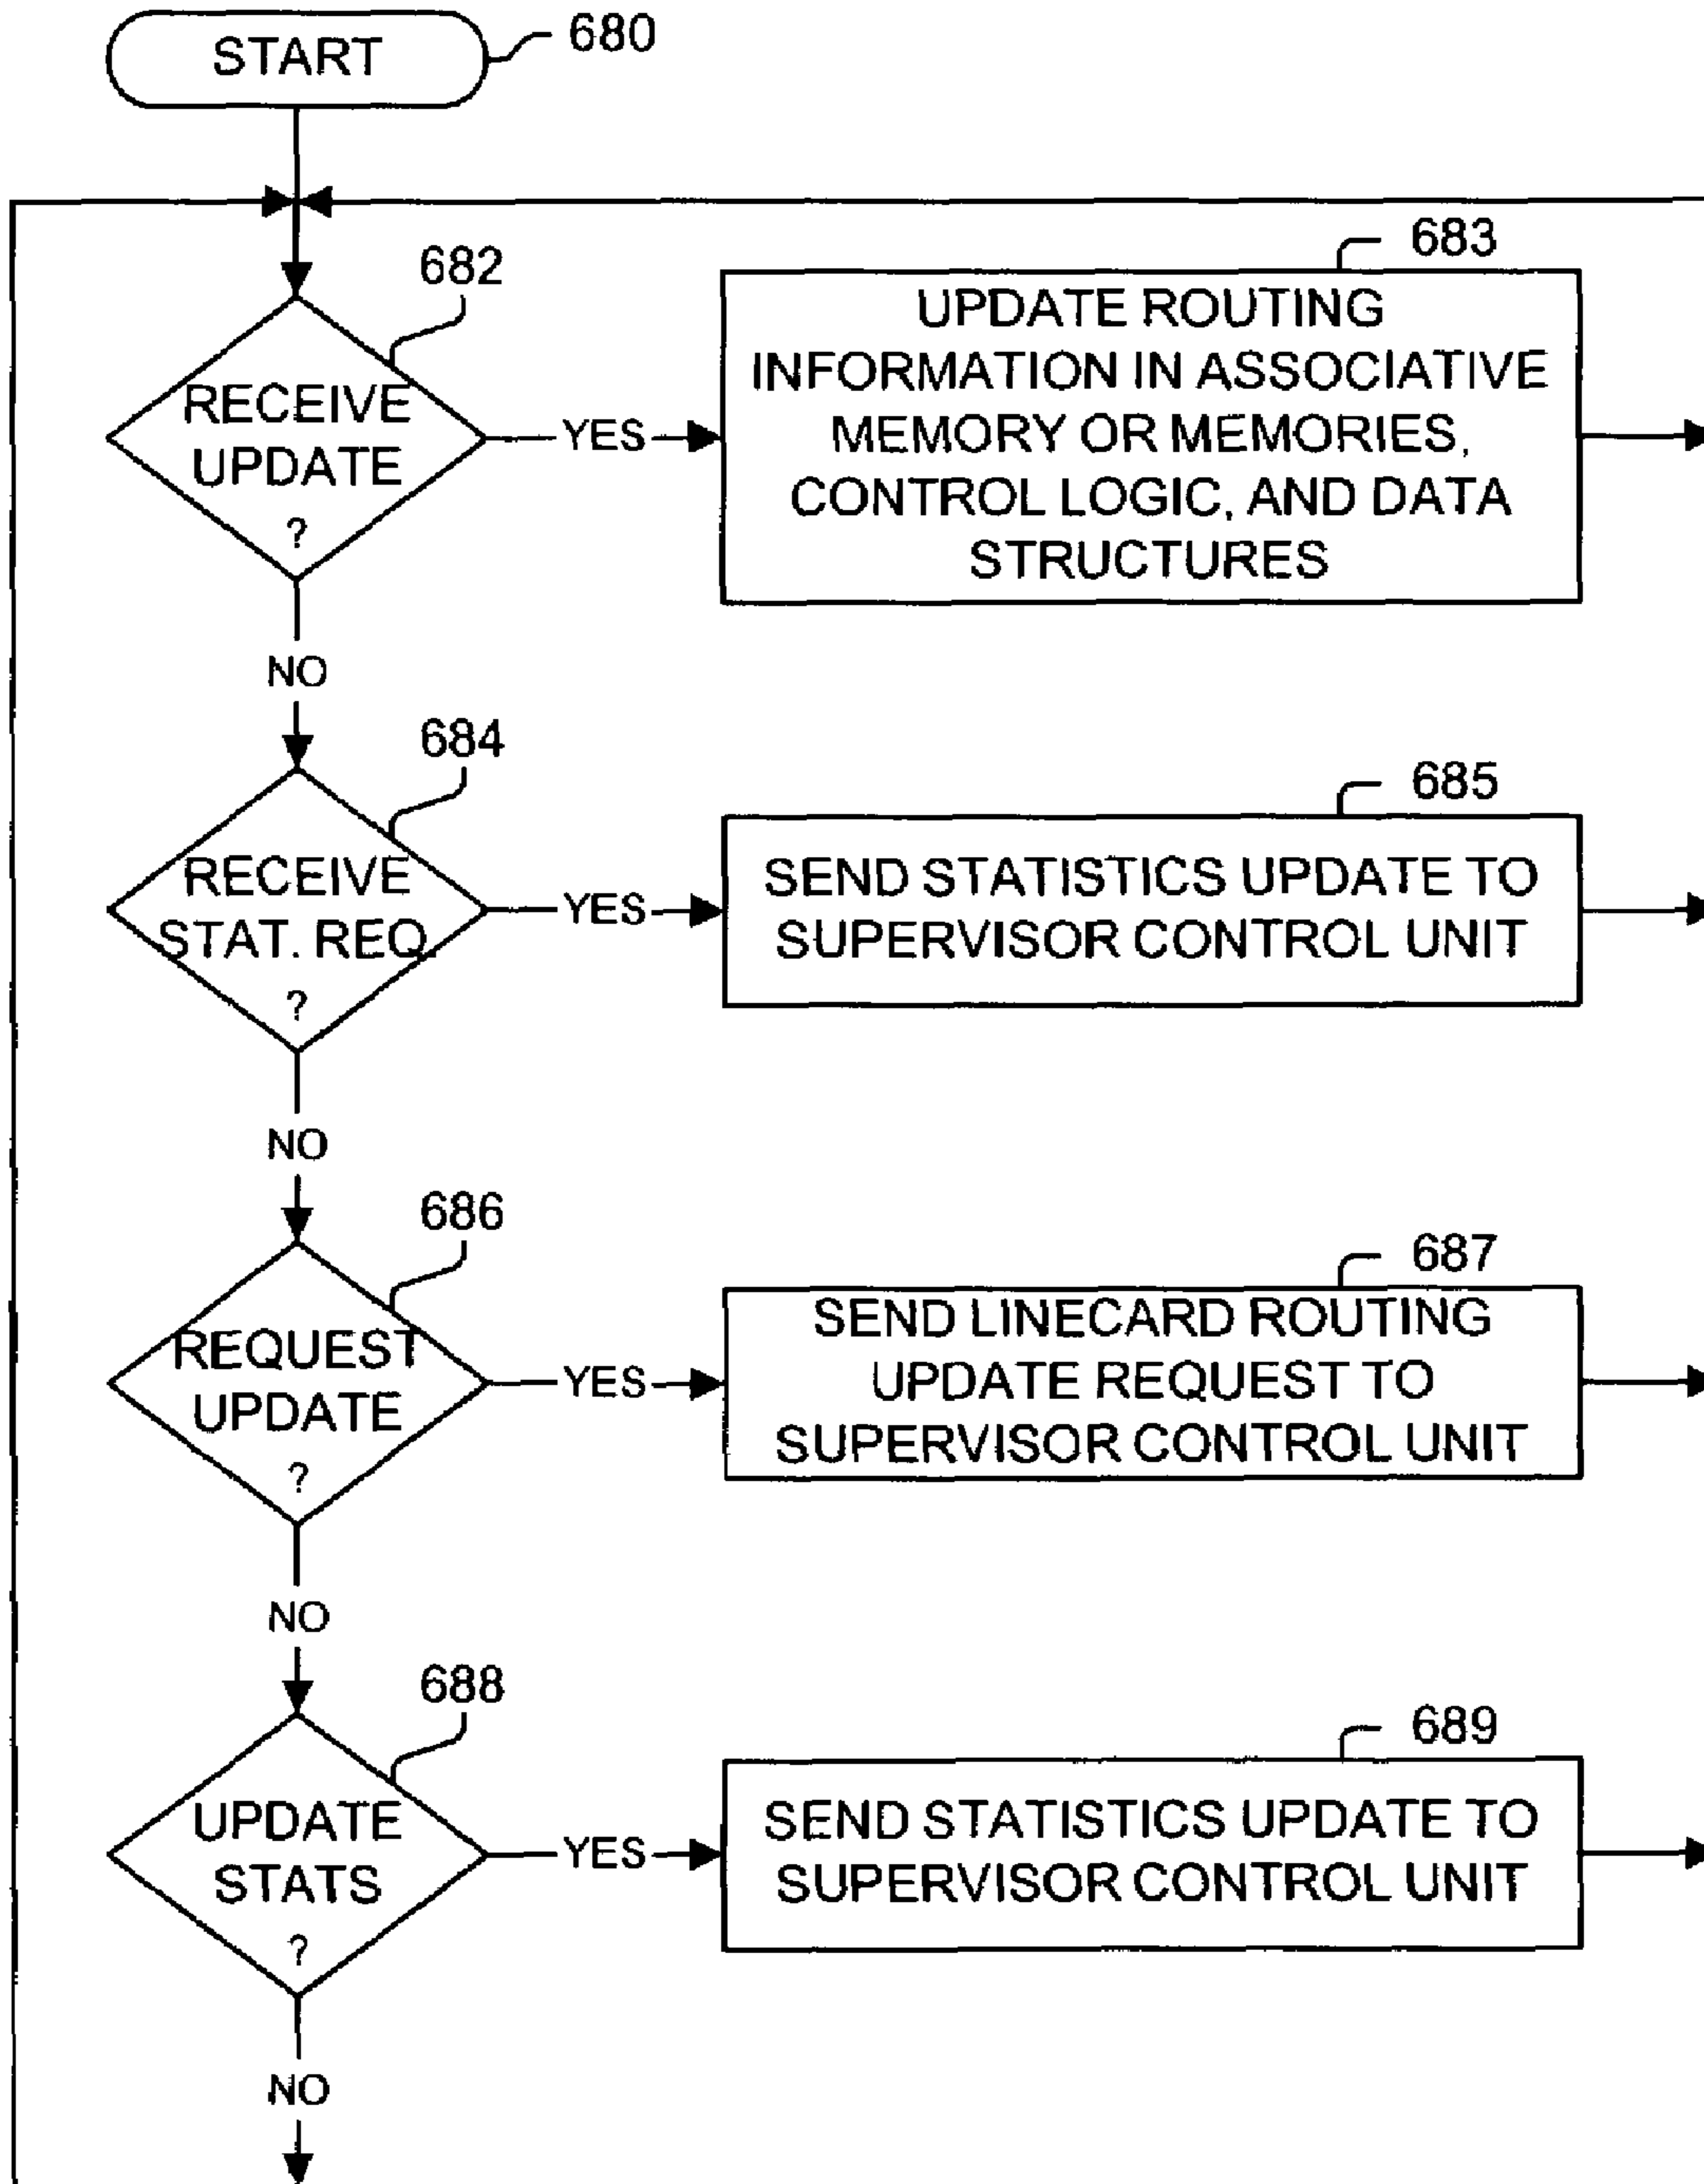 START
680
682
683
RECEIVE
UPDATE
?
YES
UPDATE ROUTING
INFORMATION IN ASSOCIATIVE
MEMORY OR MEMORIES,
CONTROL LOGIC, AND DATA
STRUCTURES
NO
684
685
RECEIVE
STAT. REQ.
?
YES
SEND STATISTICS UPDATE TO
SUPERVISOR CONTROL UNIT
NO
686
687
REQUEST
UPDATE
?
YES
SEND LINECARD ROUTING
UPDATE REQUEST TO
SUPERVISOR CONTROL UNIT
NO
688
689
UPDATE
STATS
?
YES
SEND STATISTICS UPDATE TO
SUPERVISOR CONTROL UNIT
NO